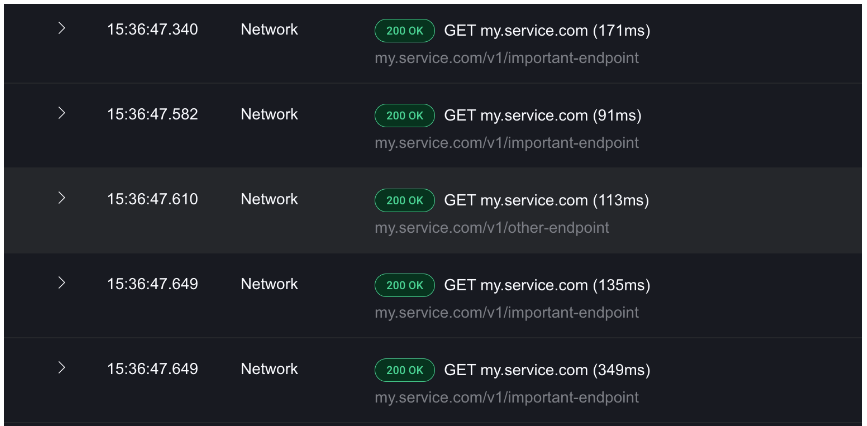 15:36:47.340 Network 200 OK GET my.service.com (171ms)
my.service.com/v1/important-endpoint
15:36:47.582 Network 200 OK GET my.service.com (91ms)
my.service.com/v1/important-endpoint
15:36:47.610 Network 200 OK GET my.service.com (113ms)
my.service.com/v1/other-endpoint
15:36:47.649 Network 200 OK GET my.service.com (135ms)
my.service.com/v1/important-endpoint
15:36:47.649 Network 200 OK GET my.service.com (349ms)
my.service.com/v1/important-endpoint